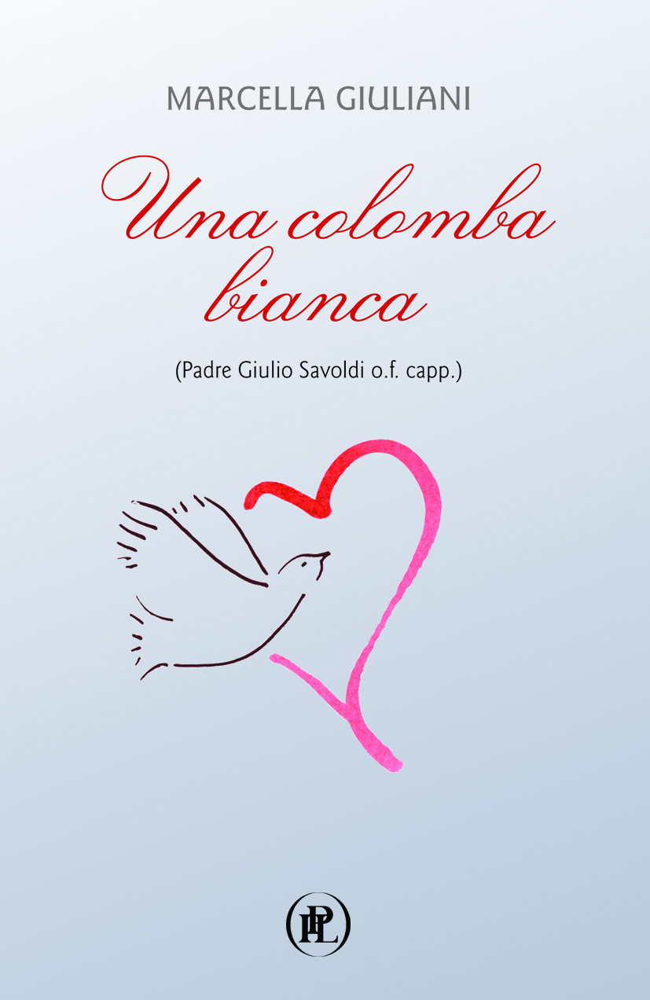 MARCELLA GIULIANI
Una colomba
bianca
(Padre Giulio Savoldi o.f. capp.)